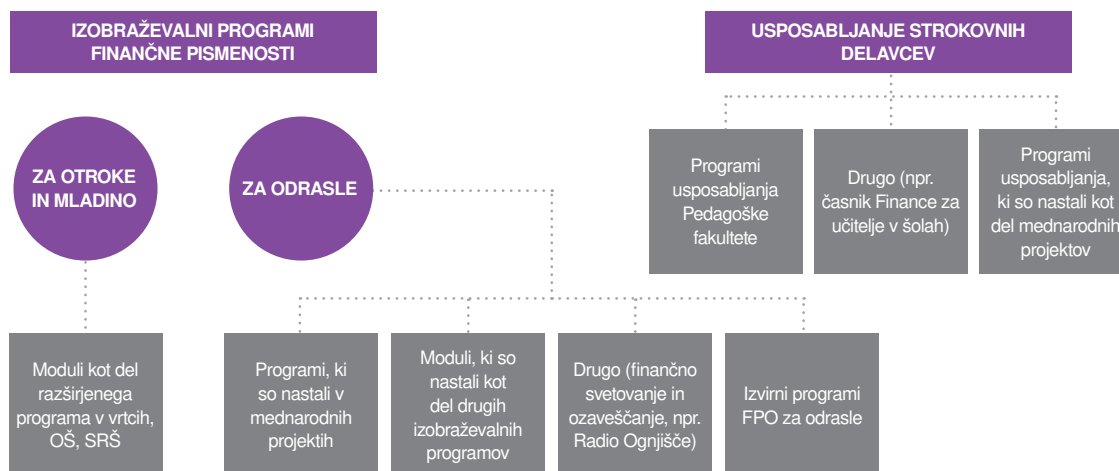 IZOBRAŽEVALNI PROGRAMI
FINANČNE PISMENOSTI
USPOSABLJANJE STROKOVNIH
DELAVCEV
ZA OTROKE
IN MLADINO
ZA ODRASLE
Programi
usposabljanja
Pedagoške
fakultete
Drugo (npr.
časnik Finance za
učitelje v šolah)
Programi
usposabljanja,
ki so nastali kot
del mednarodnih
projektov
Moduli kot del
razširjenega
programa v vrtcih,
OŠ, SRŠ
Programi, ki
so nastali v
mednarodnih
projektih
Moduli, ki so
nastali kot
del drugih
izobraževalnih
programov
Drugo (finančno
svetovanje in
ozaveščanje, npr.
Radio Ognjišče)
Izvirni programi
FPO za odrasle